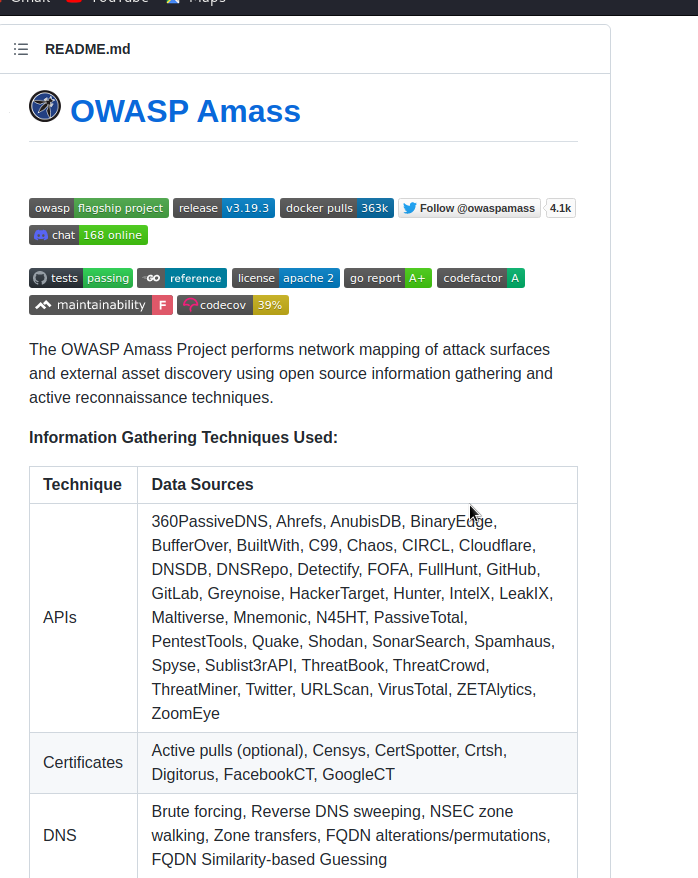 Gmail YouTube Maps
README.md
OWASP Amass
owasp flagship project release v3.19.3 docker pulls 363k Follow @owaspamass 4.1k
chat 168 online
tests passing GO reference license apache 2 go report A+ codefactor A
maintainability F codecov 39%
The OWASP Amass Project performs network mapping of attack surfaces
and external asset discovery using open source information gathering and
active reconnaissance techniques.
Information Gathering Techniques Used:
Technique Data Sources
360PassiveDNS, Ahrefs, AnubisDB, BinaryEdge,
BufferOver, BuiltWith, C99, Chaos, CIRCL, Cloudflare,
DNSDB, DNSRepo, Detectify, FOFA, FullHunt, GitHub,
GitLab, Greynoise, HackerTarget, Hunter, IntelX, LeakIX,
APIs Maltiverse, Mnemonic, N45HT, PassiveTotal,
PentestTools, Quake, Shodan, SonarSearch, Spamhaus,
Spyse, Sublist3rAPI, ThreatBook, ThreatCrowd,
ThreatMiner, Twitter, URLScan, VirusTotal, ZETAlytics,
ZoomEye
Certificates Active pulls (optional), Censys, CertSpotter, Crtsh,
Digitorus, FacebookCT, GoogleCT
Brute forcing, Reverse DNS sweeping, NSEC zone
DNS walking, Zone transfers, FQDN alterations/permutations,
FQDN Similarity-based Guessing